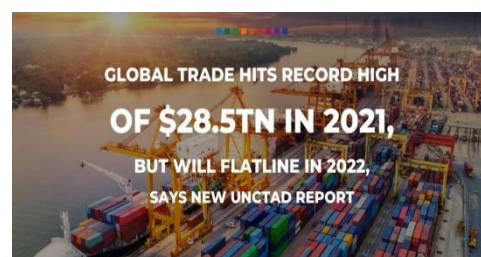 GLOBAL TRADE HITS RECORD HIGH
OF $28.5TN IN 2021,
BUT WILL FLATLINE IN 2022,
SAYS NEW UNCTAD REPORT